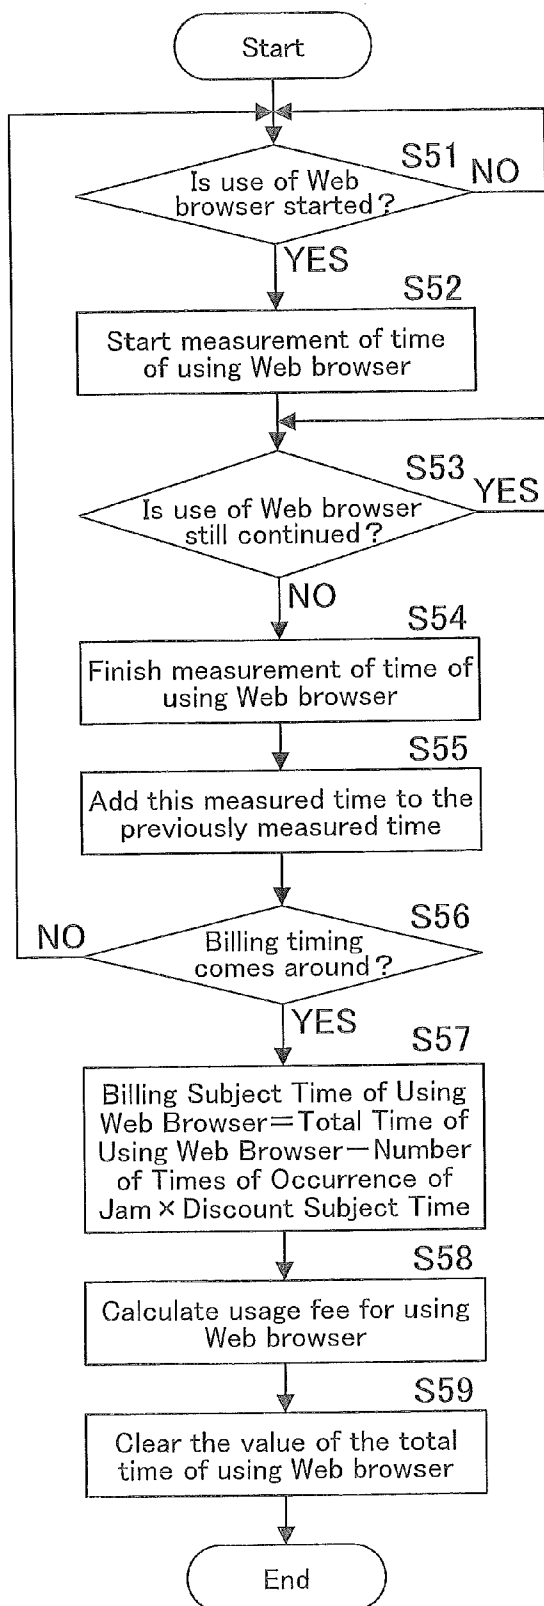 Start
S51
NO
Is use of Web
browser started?
YES
S52
Start measurement of time
of using Web browser
S53
YES
Is use of Web browser
still continued?
NO
S54
Finish measurement of time of
using Web browser
S55
Add this measured time to the
previously measured time
S56
NO
Billing timing
comes around?
YES
S57
Billing Subject Time of Using
Web Browser=Total Time of
Using Web Browser−Number
of Times of Occurrence of
Jam×Discount Subject Time
S58
Calculate usage fee for using
Web browser
S59
Clear the value of the total
time of using Web browser
End